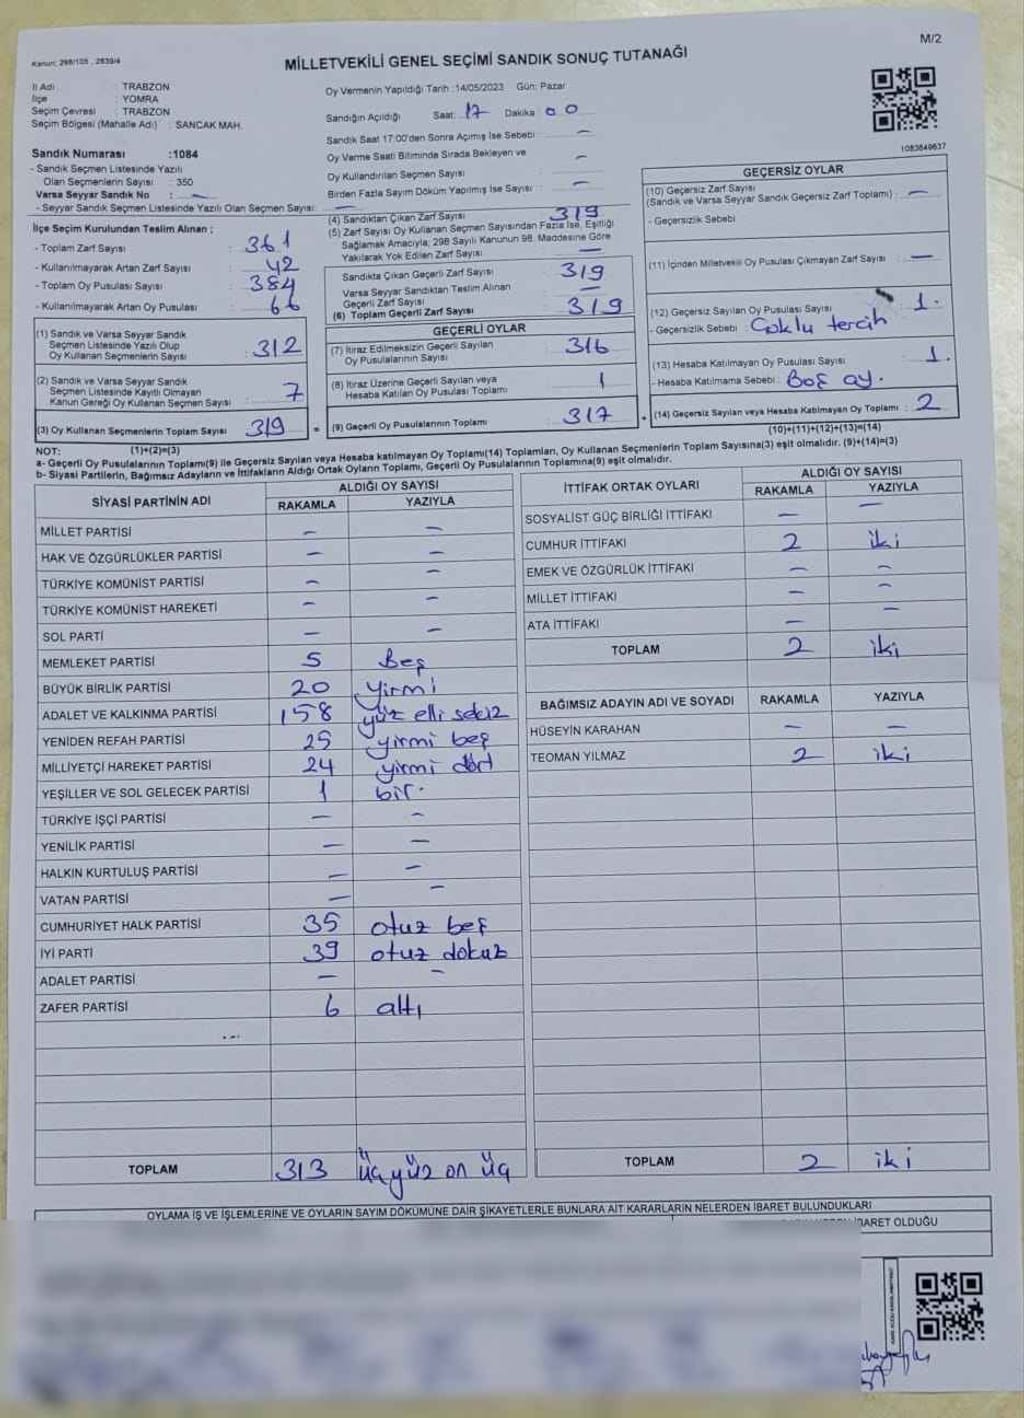 M/2
Kanun: 298/105 , 2839/4
MİLLETVEKİLİ GENEL SEÇİMİ SANDIK SONUÇ TUTANAĞI
İl Adı : TRABZON
İlçe : YOMRA
Seçim Çevresi : TRABZON
Seçim Bölgesi (Mahalle Adı) : SANCAK MAH.
Sandık Numarası :1084
- Sandık Seçmen Listesinde Yazılı
Olan Seçmenlerin Sayısı : 350
Varsa Seyyar Sandık No : -
- Seyyar Sandık Seçmen Listesinde Yazılı Olan Seçmen Sayısı: -
Oy Vermenin Yapıldığı Tarih :14/05/2023 Gün: Pazar
Sandığın Açıldığı Saat: 17 Dakika 00
Sandık Saat 17:00'den Sonra Açımış İse Sebebi -
Oy Verme Saati Bitiminde Sırada Bekleyen ve
Oy Kullandırılan Seçmen Sayısı -
Birden Fazla Sayım Döküm Yapılmış İse Sayısı -
1083849637
İlçe Seçim Kurulundan Teslim Alınan ;
- Toplam Zarf Sayısı : 361
- Kullanılmayarak Artan Zarf Sayısı : 42
- Toplam Oy Pusulası Sayısı : 384
- Kullanılmayarak Artan Oy Pusulası : 66
(1) Sandık ve Varsa Seyyar Sandık
Seçmen Listesinde Yazılı Olup
Oy Kullanan Seçmenlerin Sayısı : 312
(2) Sandık ve Varsa Seyyar Sandık
Seçmen Listesinde Kayıtlı Olmayan
Kanun Gereği Oy Kullanan Seçmen Sayısı : 7
(3) Oy Kullanan Seçmenlerin Toplam Sayısı 319
(4) Sandıktan Çıkan Zarf Sayısı 319
(5) Zarf Sayısı Oy Kullanan Seçmen Sayısından Fazla İse, Eşitliği
Sağlamak Amacıyla; 298 Sayılı Kanunun 98. Maddesine Göre
Yakılarak Yok Edilen Zarf Sayısı : -
Sandıkta Çıkan Geçerli Zarf Sayısı 319
Varsa Seyyar Sandıktan Teslim Alınan
Geçerli Zarf Sayısı -
(6) Toplam Geçerli Zarf Sayısı 319
GEÇERLİ OYLAR
(7) İtiraz Edilmeksizin Geçerli Sayılan
Oy Pusulalarının Sayısı 316
(8) İtiraz Üzerine Geçerli Sayılan veya
Hesaba Katılan Oy Pusulası Toplamı 1
= (9) Geçerli Oy Pusulalarının Toplamı 317
GEÇERSİZ OYLAR
(10) Geçersiz Zarf Sayısı
(Sandık ve Varsa Seyyar Sandık Geçersiz Zarf Toplamı) : -
- Geçersizlik Sebebi
(11) İçinden Milletvekili Oy Pusulası Çıkmayan Zarf Sayısı : -
(12) Geçersiz Sayılan Oy Pusulası Sayısı : 1.
- Geçersizlik Sebebi : Çoklu tercih
(13) Hesaba Katılmayan Oy Pusulası Sayısı : 1.
- Hesaba Katılmama Sebebi : Boş oy.
+ (14) Geçersiz Sayılan veya Hesaba Katılmayan Oy Toplamı : 2
(1)+(2)=(3)
(10)+(11)+(12)+(13)=(14)
NOT:
a- Geçerli Oy Pusulalarının Toplamı(9) ile Geçersiz Sayılan veya Hesaba katılmayan Oy Toplamı(14) Toplamları, Oy Kullanan Seçmenlerin Toplam Sayısına(3) eşit olmalıdır. (9)+(14)=(3)
b- Siyasi Partilerin, Bağımsız Adayların ve İttifakların Aldığı Ortak Oyların Toplamı, Geçerli Oy Pusulalarının Toplamına(9) eşit olmalıdır.
SİYASİ PARTİNİN ADI ALDIĞI OY SAYISI
RAKAMLA YAZIYLA
MİLLET PARTİSİ - -
HAK VE ÖZGÜRLÜKLER PARTİSİ - -
TÜRKİYE KOMÜNİST PARTİSİ - -
TÜRKİYE KOMÜNİST HAREKETİ - -
SOL PARTİ - -
MEMLEKET PARTİSİ 5 Beş
BÜYÜK BİRLİK PARTİSİ 20 Yirmi
ADALET VE KALKINMA PARTİSİ 158 yüz elli sekiz
YENİDEN REFAH PARTİSİ 25 yirmi beş
MİLLİYETÇİ HAREKET PARTİSİ 24 yirmi dört
YEŞİLLER VE SOL GELECEK PARTİSİ 1 bir.
TÜRKİYE İŞÇİ PARTİSİ - -
YENİLİK PARTİSİ - -
HALKIN KURTULUŞ PARTİSİ - -
VATAN PARTİSİ - -
CUMHURİYET HALK PARTİSİ 35 otuz beş
İYİ PARTİ 39 otuz dokuz
ADALET PARTİSİ - -
ZAFER PARTİSİ 6 altı
TOPLAM 313 üçyüz on üç
İTTİFAK ORTAK OYLARI ALDIĞI OY SAYISI
RAKAMLA YAZIYLA
SOSYALİST GÜÇ BİRLİĞİ İTTİFAKI - -
CUMHUR İTTİFAKI 2 iki
EMEK VE ÖZGÜRLÜK İTTİFAKI - -
MİLLET İTTİFAKI - -
ATA İTTİFAKI - -
TOPLAM 2 iki
BAĞIMSIZ ADAYIN ADI VE SOYADI RAKAMLA YAZIYLA
HÜSEYİN KARAHAN - -
TEOMAN YILMAZ 2 iki
TOPLAM 2 iki
OYLAMA İŞ VE İŞLEMLERİNE VE OYLARIN SAYIM DÖKÜMÜNE DAİR ŞİKAYETLERLE BUNLARA AİT KARARLARIN NELERDEN İBARET BULUNDUKLARI
İBARET OLDUĞU